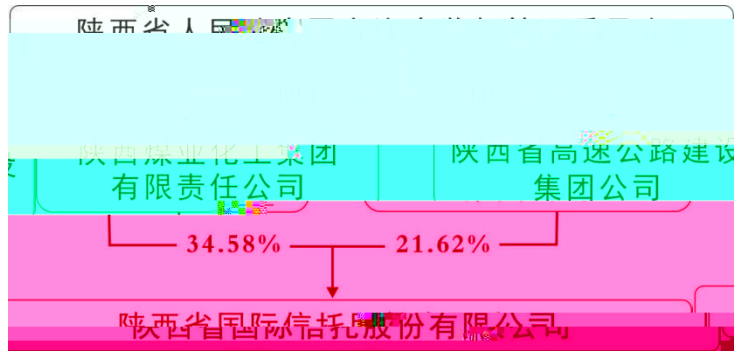 陕西省人民
陕西煤业化工集团
有限责任公司
陕西省高速公路建设
集团公司
34.58%
21.62%
陕西省国际信托股份有限公司